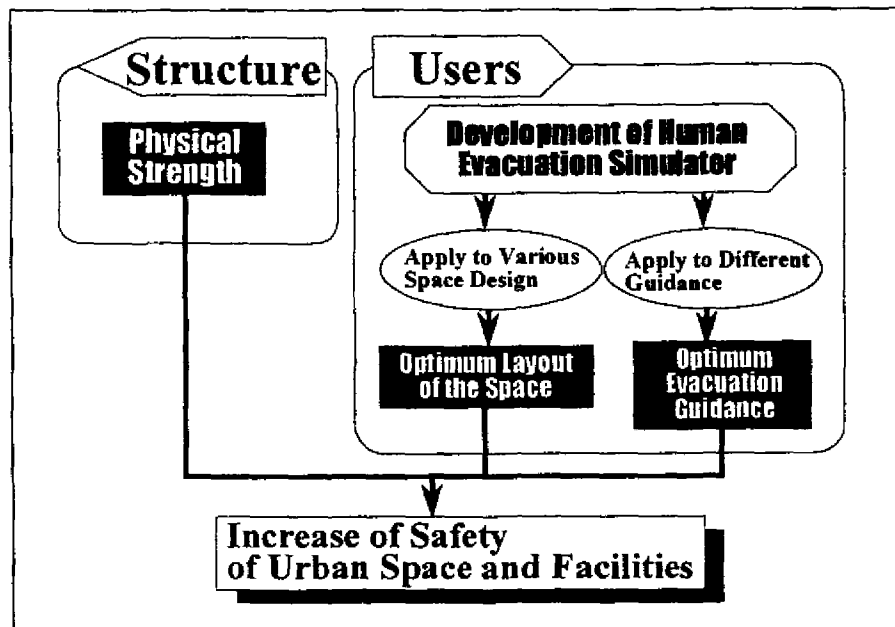 Structure
Users
Physical
Strength
Development of Human
Evacuation Simulator
Apply to Various
Space Design
Apply to Different
Guidance
Optimum Layout
of the Space
Optimum
Evacuation
Guidance
Increase of Safety
of Urban Space and Facilities